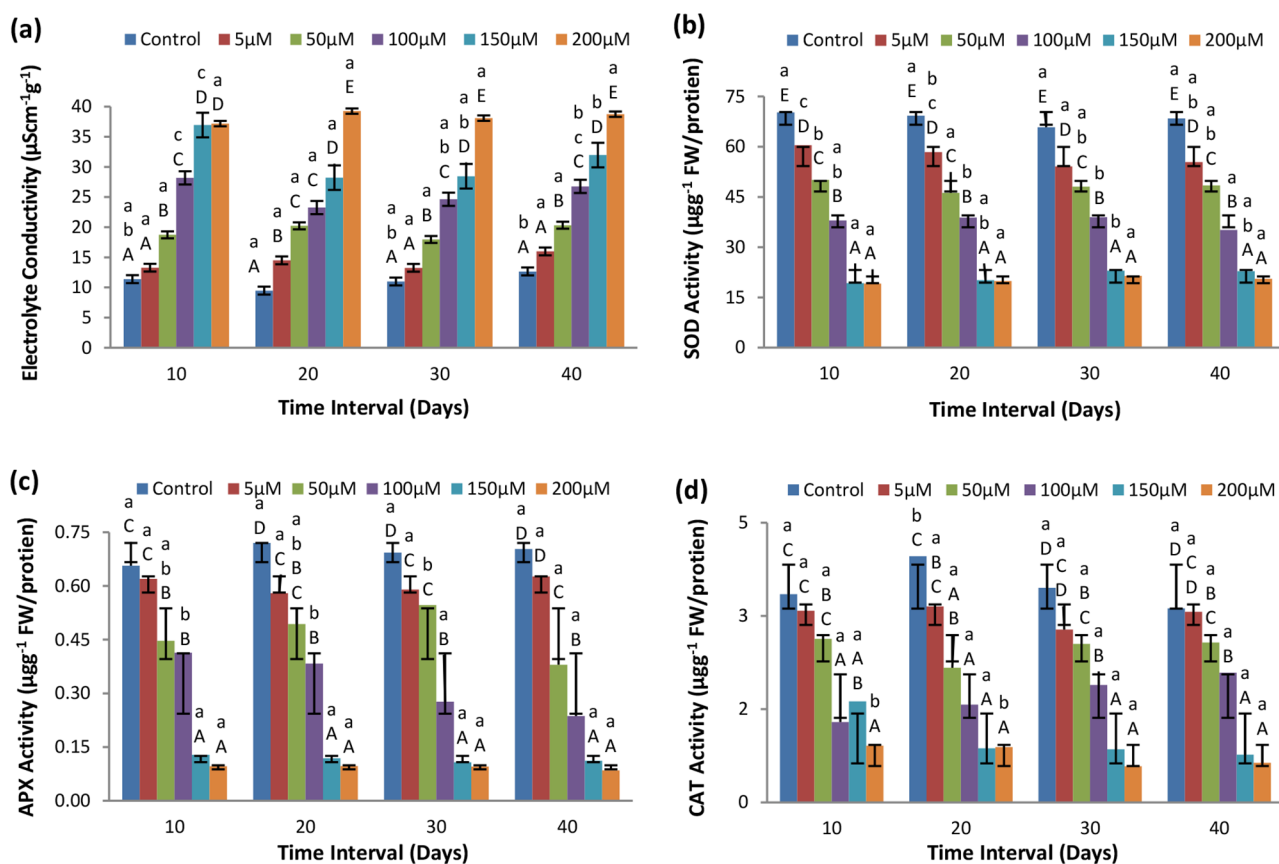 (a)
Control 5µM 50µM 100µM 150µM 200µM
Electrolyte Conductivity (µScm⁻¹g⁻¹)
40
35
30
25
20
15
10
5
0
a b A
a A
a B
c C
c D
a D
a A
a B
a C
a C
a D
a E
a b A
a A
a B
a b C
a b D
a E
a b A
a A
a B
b c C
a b D
a E
10 20 30 40
Time Interval (Days)
(b)
Control 5µM 50µM 100µM 150µM 200µM
SOD Activity (µgg⁻¹ FW/protien)
75
60
45
30
15
0
a E
c D
b C
a b B
a A
a A
a E
b c D
a C
a B
a b A
a A
a E
a D
a b C
a b B
b A
a A
a E
a b D
a b C
a B
a b A
a A
10 20 30 40
Time Interval (Days)
(c)
Control 5µM 50µM 100µM 150µM 200µM
APX Activity (µgg⁻¹ FW/protien)
0.75
0.60
0.45
0.30
0.15
0.00
a C
a C
a b B
b B
a A
a A
a D
a C
a b B C
b B
a A
a A
a D
a C
b C
a B
a A
a A
a D
a D
a C
a B
a A
a A
10 20 30 40
Time Interval (Days)
(d)
Control 5µM 50µM 100µM 150µM 200µM
CAT Activity (µgg⁻¹ FW/protien)
5
3
2
0
a C
a C
a B C
a A
a A B
b A
b C
a B C
a A B
a A
a A
b A
a D
a C D
a B C
a B
a A
a A
a D
a C D
a B C
a B
a A
a A
10 20 30 40
Time Interval (Days)